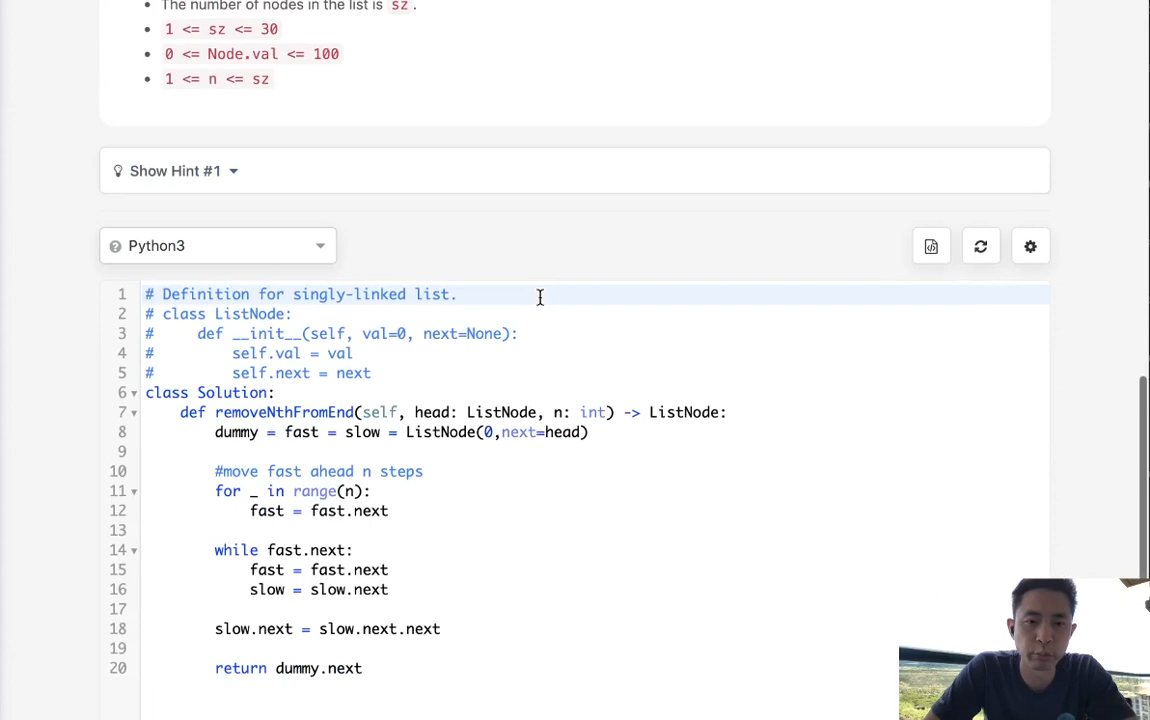 The number of nodes in the list is sz .
1 <= sz <= 30
0 <= Node.val <= 100
1 <= n <= sz
Show Hint #1
Python3
1 # Definition for singly-linked list.
2 # class ListNode:
3 #     def __init__(self, val=0, next=None):
4 #         self.val = val
5 #         self.next = next
6 class Solution:
7     def removeNthFromEnd(self, head: ListNode, n: int) -> ListNode:
8         dummy = fast = slow = ListNode(0,next=head)
9
10         #move fast ahead n steps
11         for _ in range(n):
12             fast = fast.next
13
14         while fast.next:
15             fast = fast.next
16             slow = slow.next
17
18         slow.next = slow.next.next
19
20         return dummy.next